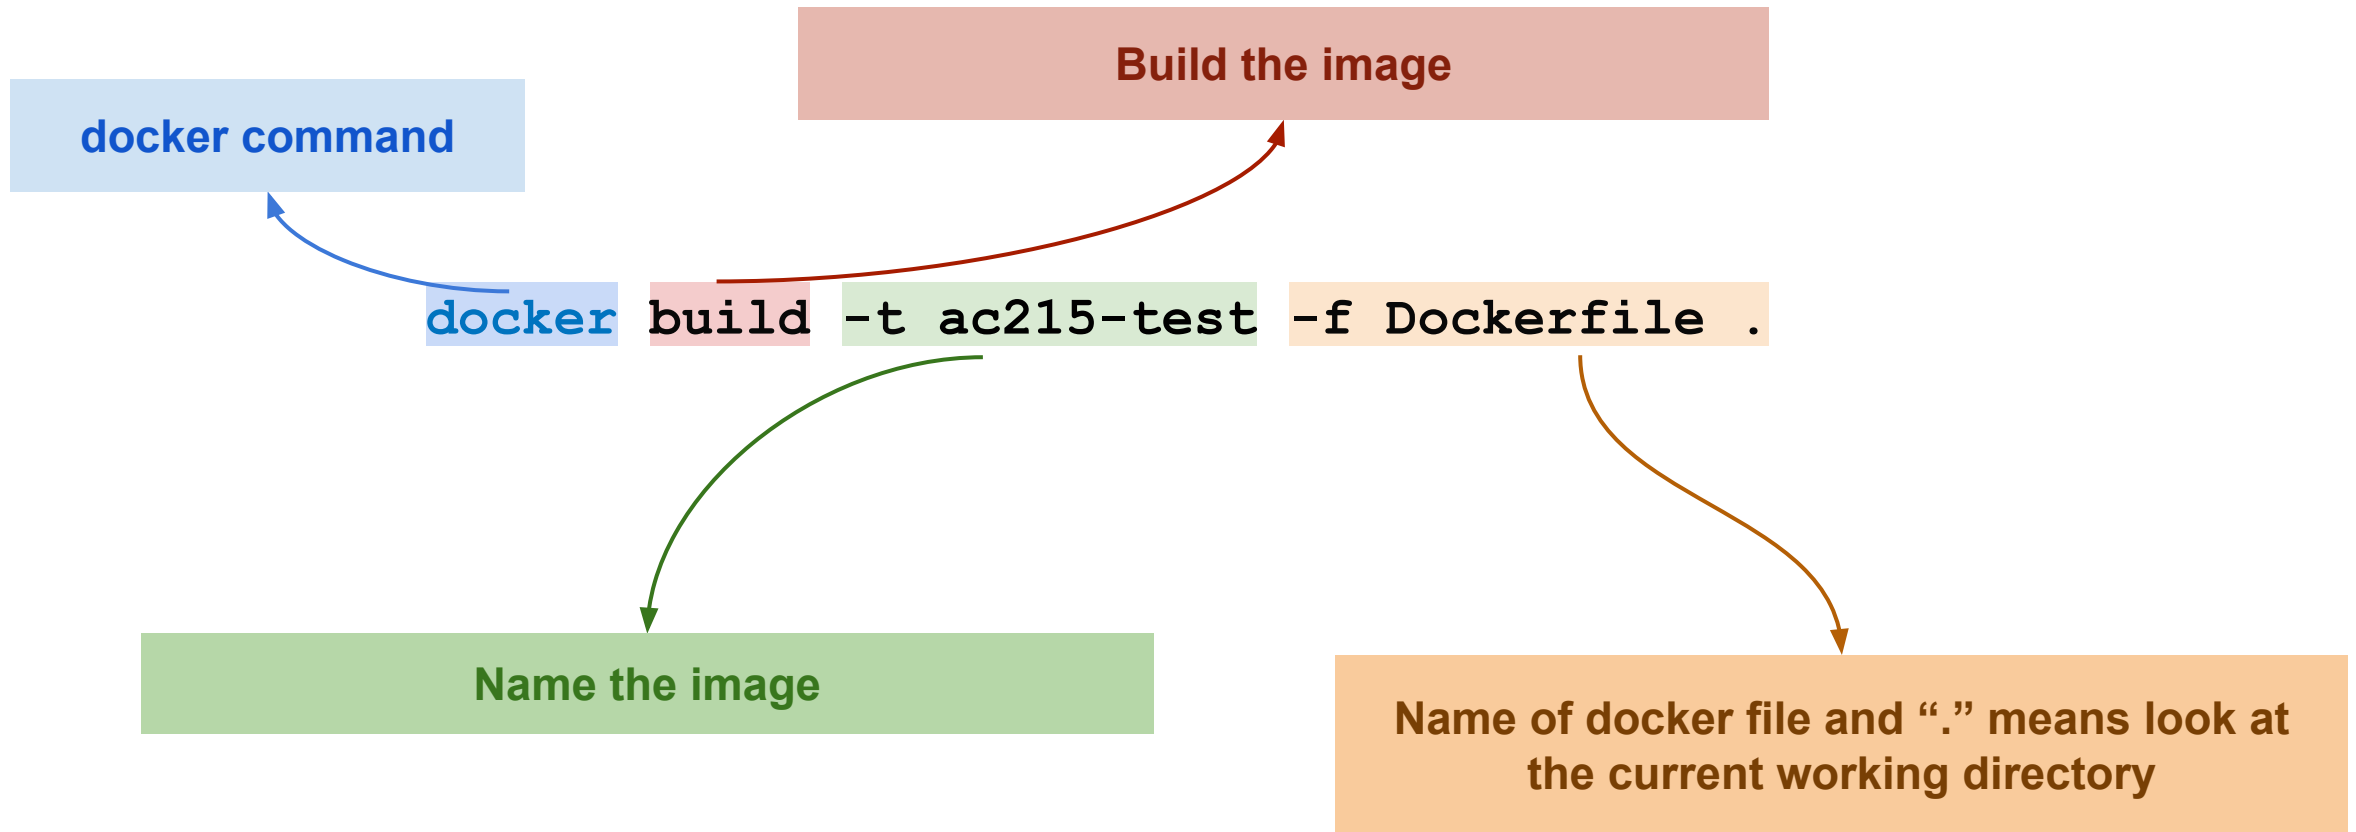 Build the image
docker command
docker build -t ac215-test -f Dockerfile .
Name the image
Name of docker file and “.” means look at
the current working directory